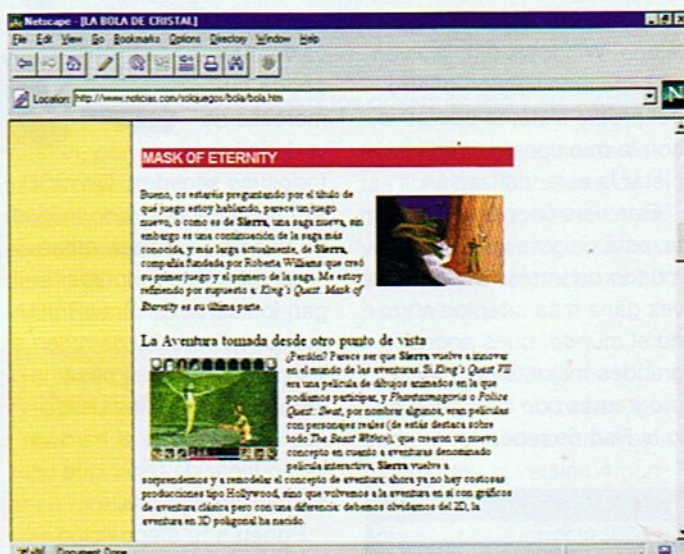 Netscape - [LA BOLA DE CRISTAL]
File Edit View Go Bookmarks Options Directory Window Help
Location: http://www.noticias.com/solojuegos/bola/bola.htm
N
MASK OF ETERNITY
Bueno, os estaréis preguntando por el título de
qué juego estoy hablando, parece un juego
nuevo, o como es de Sierra, una saga nueva, sin
embargo es una continuación de la saga más
conocida, y más larga actualmente, de Sierra,
compañía fundada por Roberta Williams que creó
su primer juego y el primero de la saga. Me estoy
refiriendo por supuesto a King's Quest. Mask of
Eternity es su última parte.
La Aventura tomada desde otro punto de vista
¿Perdón? Parece ser que Sierra vuelve a innovar
en el mundo de las aventuras. Si King's Quest VII
era una película de dibujos animados en la que
podíamos participar, y Phantasmagoria o Police
Quest: Swat, por nombrar algunos, eran películas
con personajes reales (de estás destaca sobre
todo The Beast Within), que crearon un nuevo
concepto en cuanto a aventuras denominado
película interactiva, Sierra vuelve a
sorprendernos y a remodelar el concepto de aventura: ahora ya no hay costosas
producciones tipo Hollywood, sino que volvemos a la aventura en sí con gráficos
de aventura clásica pero con una diferencia: debemos olvidarnos del 2D, la
aventura en 3D poligonal ha nacido.
Document Done